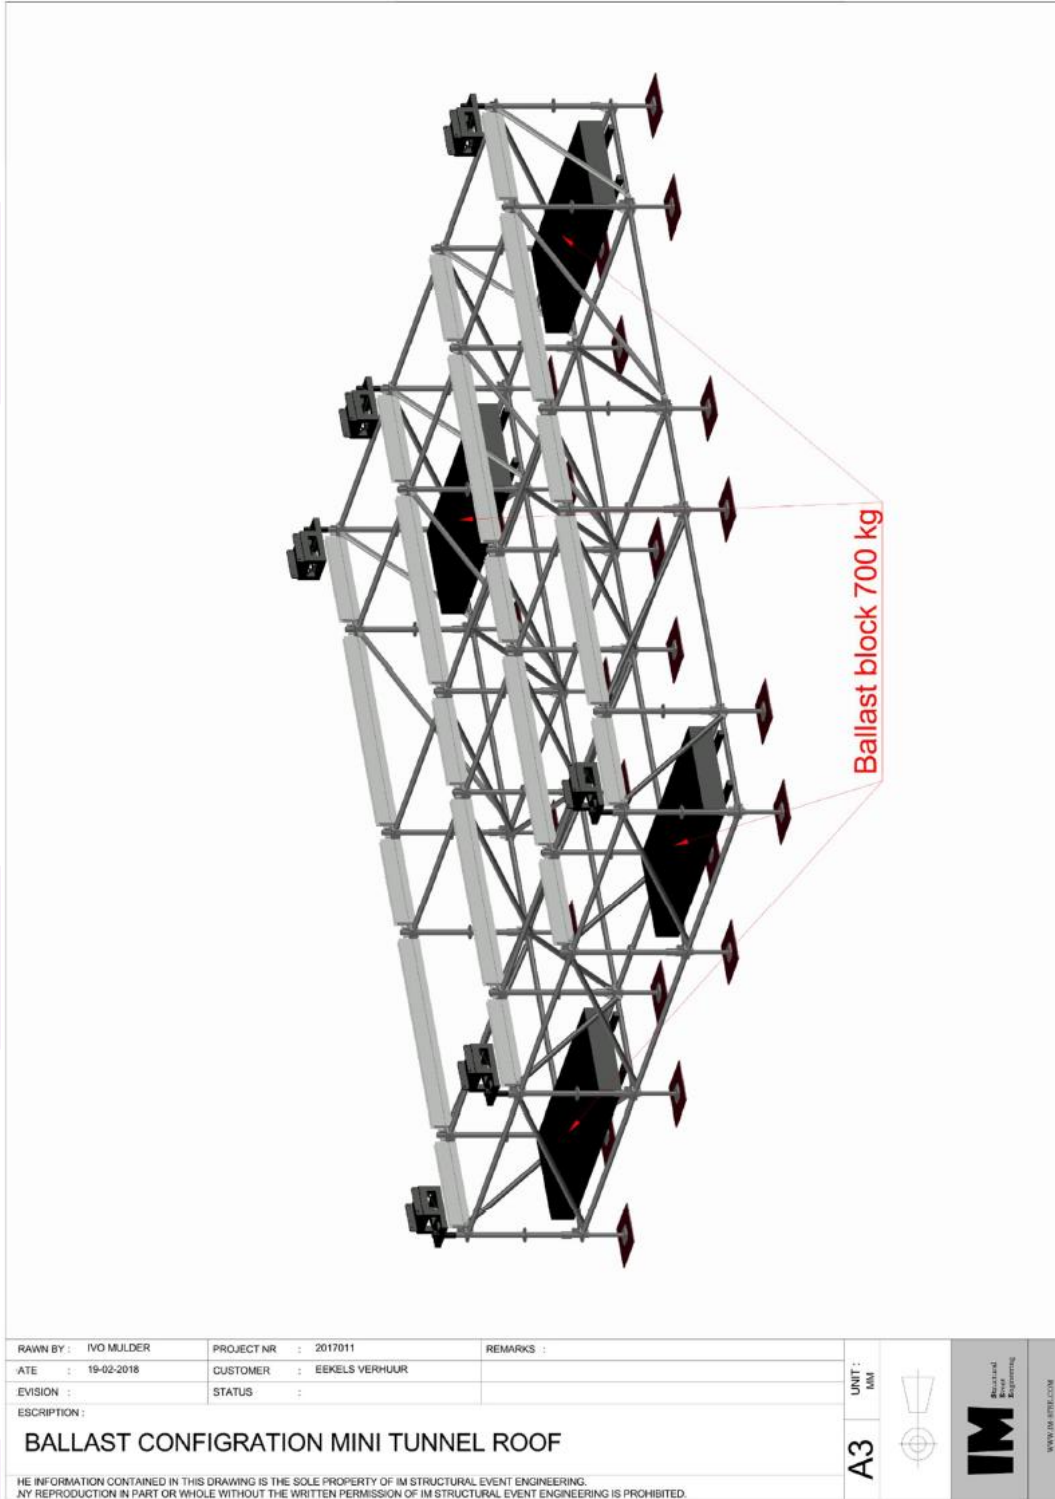 Ballast block 700 kg
RAWN BY : IVO MULDER PROJECT NR : 2017011 REMARKS :
ATE : 19-02-2018 CUSTOMER : EEKELS VERHUUR
EVISION : STATUS :
ESCRIPTION :
BALLAST CONFIGRATION MINI TUNNEL ROOF
HE INFORMATION CONTAINED IN THIS DRAWING IS THE SOLE PROPERTY OF IM STRUCTURAL EVENT ENGINEERING.
NY REPRODUCTION IN PART OR WHOLE WITHOUT THE WRITTEN PERMISSION OF IM STRUCTURAL EVENT ENGINEERING IS PROHIBITED.
UNIT :
MM
A3
IM
Structural
Event
Engineering